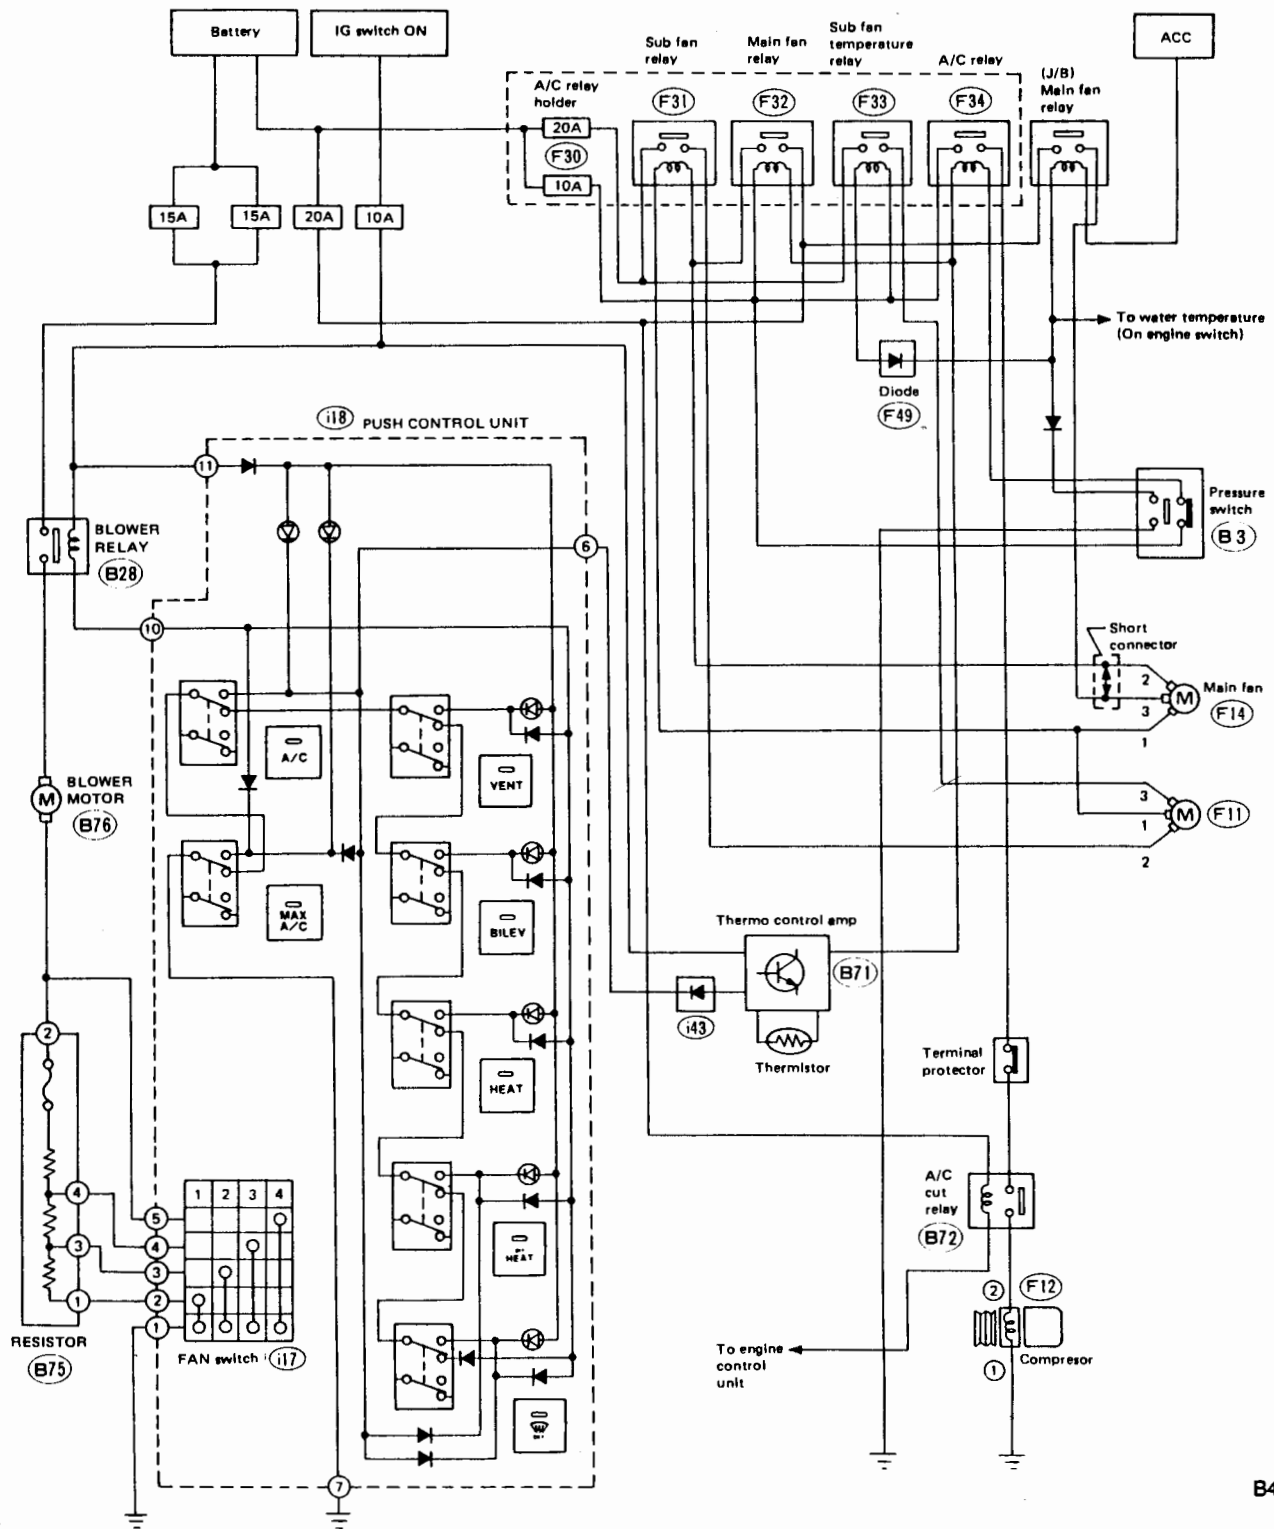 Battery
IG switch ON
ACC
Sub fan
relay
Main fan
relay
Sub fan
temperature
relay
A/C relay
(J/B)
Main fan
relay
A/C relay
holder
F31
F32
F33
F34
20A
F30
10A
15A
15A
20A
10A
To water temperature
(On engine switch)
Diode
F49
i18
PUSH CONTROL UNIT
11
Pressure
switch
B3
BLOWER
RELAY
B28
6
10
Short
connector
2
Main fan
M
F14
3
1
A/C
VENT
BLOWER
MOTOR
M
B76
3
M
F11
1
2
MAX
A/C
BILEV
Thermo control amp
B71
i43
Thermistor
2
HEAT
Terminal
protector
A/C
cut
relay
B72
1 2 3 4
4
5
3
4
3
1
2
1
HEAT
RESISTOR
B75
FAN switch
i17
2
F12
Compresor
1
To engine
control
unit
7
B4